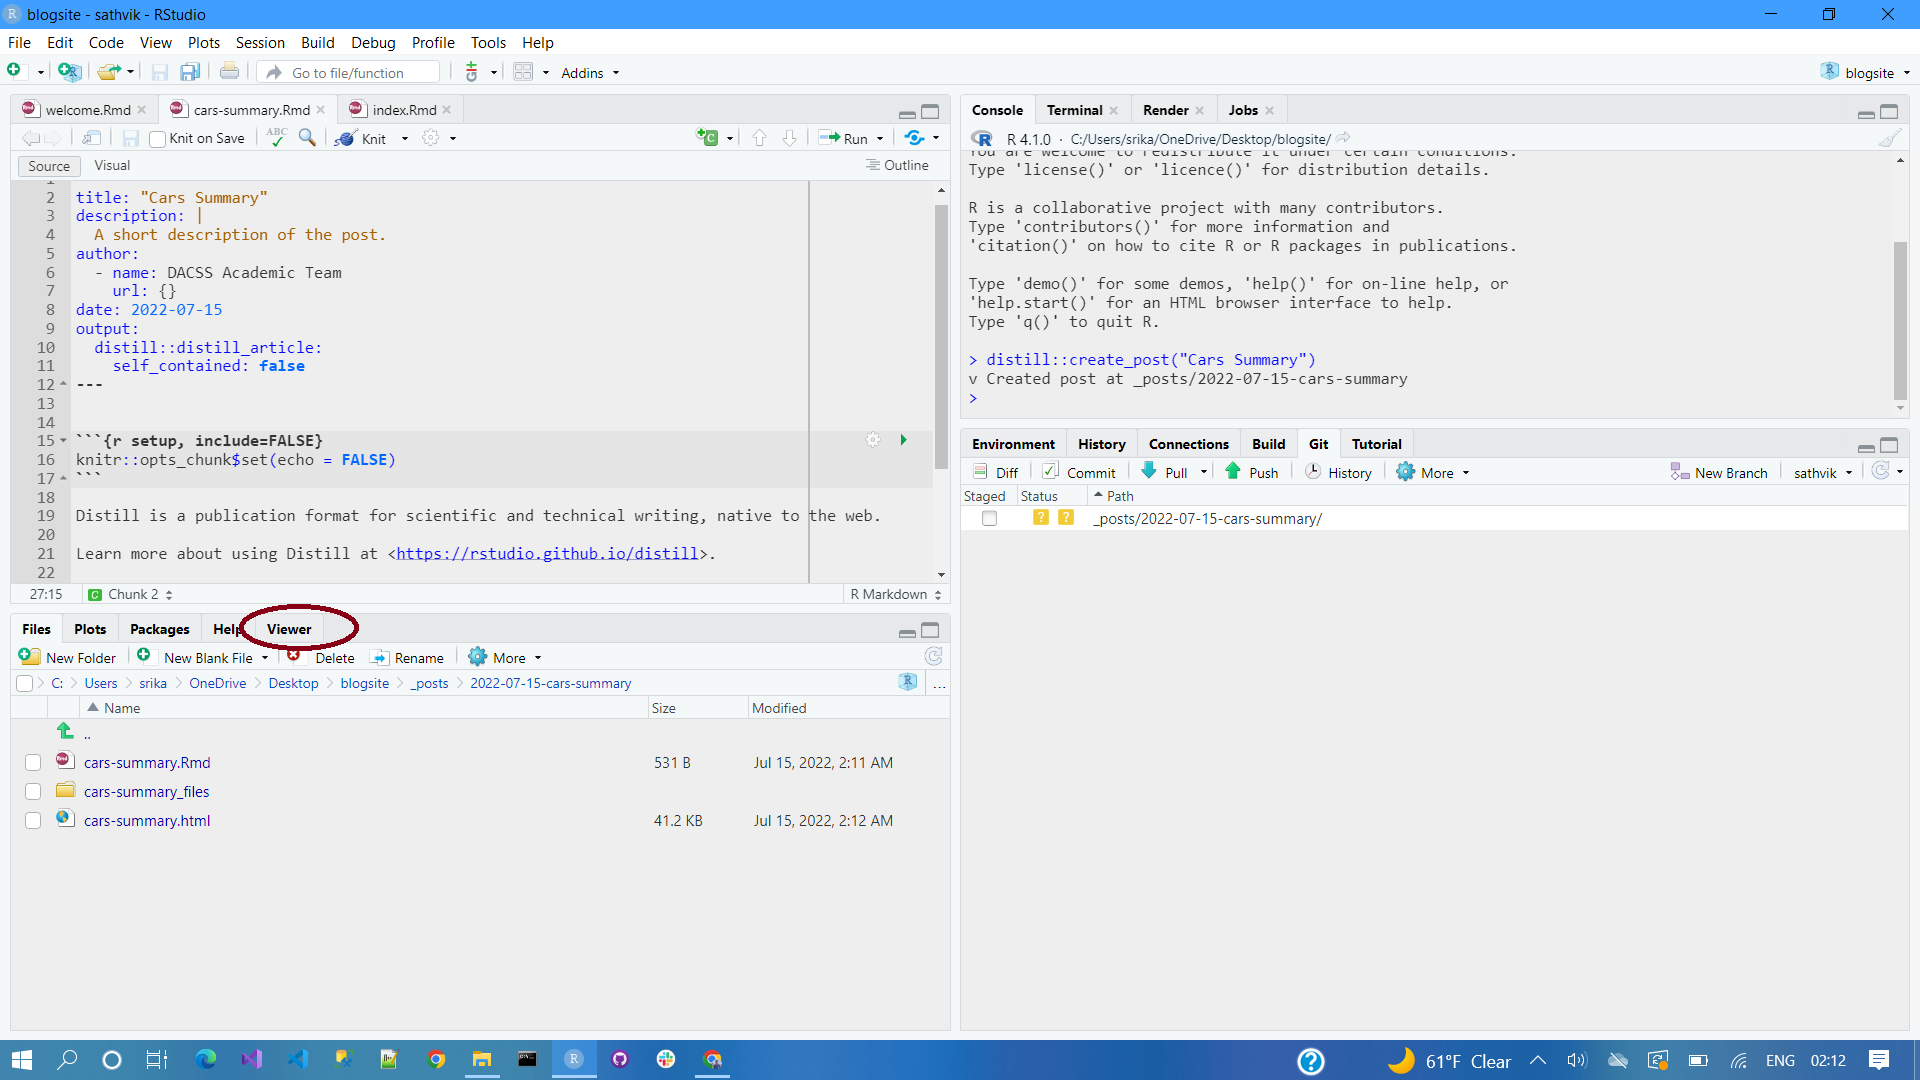 blogsite - sathvik - RStudio
File Edit Code View Plots Session Build Debug Profile Tools Help
Go to file/function Addins blogsite
welcome.Rmd cars-summary.Rmd index.Rmd
Knit on Save ABC Knit Run
Source Visual Outline
1
2 title: "Cars Summary"
3 description: |
4 A short description of the post.
5 author:
6 - name: DACSS Academic Team
7 url: {}
8 date: 2022-07-15
9 output:
10 distill::distill_article:
11 self_contained: false
12 ---
13
14
15 ```{r setup, include=FALSE}
16 knitr::opts_chunk$set(echo = FALSE)
17 ```
18
19 Distill is a publication format for scientific and technical writing, native to the web.
20
21 Learn more about using Distill at <https://rstudio.github.io/distill>.
22
27:15 Chunk 2 R Markdown
Files Plots Packages Help Viewer
New Folder New Blank File Delete Rename More
C: Users srika OneDrive Desktop blogsite _posts 2022-07-15-cars-summary ...
Name Size Modified
..
cars-summary.Rmd 531 B Jul 15, 2022, 2:11 AM
cars-summary_files
cars-summary.html 41.2 KB Jul 15, 2022, 2:12 AM
Console Terminal Render Jobs
R 4.1.0 · C:/Users/srika/OneDrive/Desktop/blogsite/
You are welcome to redistribute it under certain conditions.
Type 'license()' or 'licence()' for distribution details.
R is a collaborative project with many contributors.
Type 'contributors()' for more information and
'citation()' on how to cite R or R packages in publications.
Type 'demo()' for some demos, 'help()' for on-line help, or
'help.start()' for an HTML browser interface to help.
Type 'q()' to quit R.
> distill::create_post("Cars Summary")
v Created post at _posts/2022-07-15-cars-summary
>
Environment History Connections Build Git Tutorial
Diff Commit Pull Push History More New Branch sathvik
Staged Status Path
? ? _posts/2022-07-15-cars-summary/
61°F Clear ENG 02:12